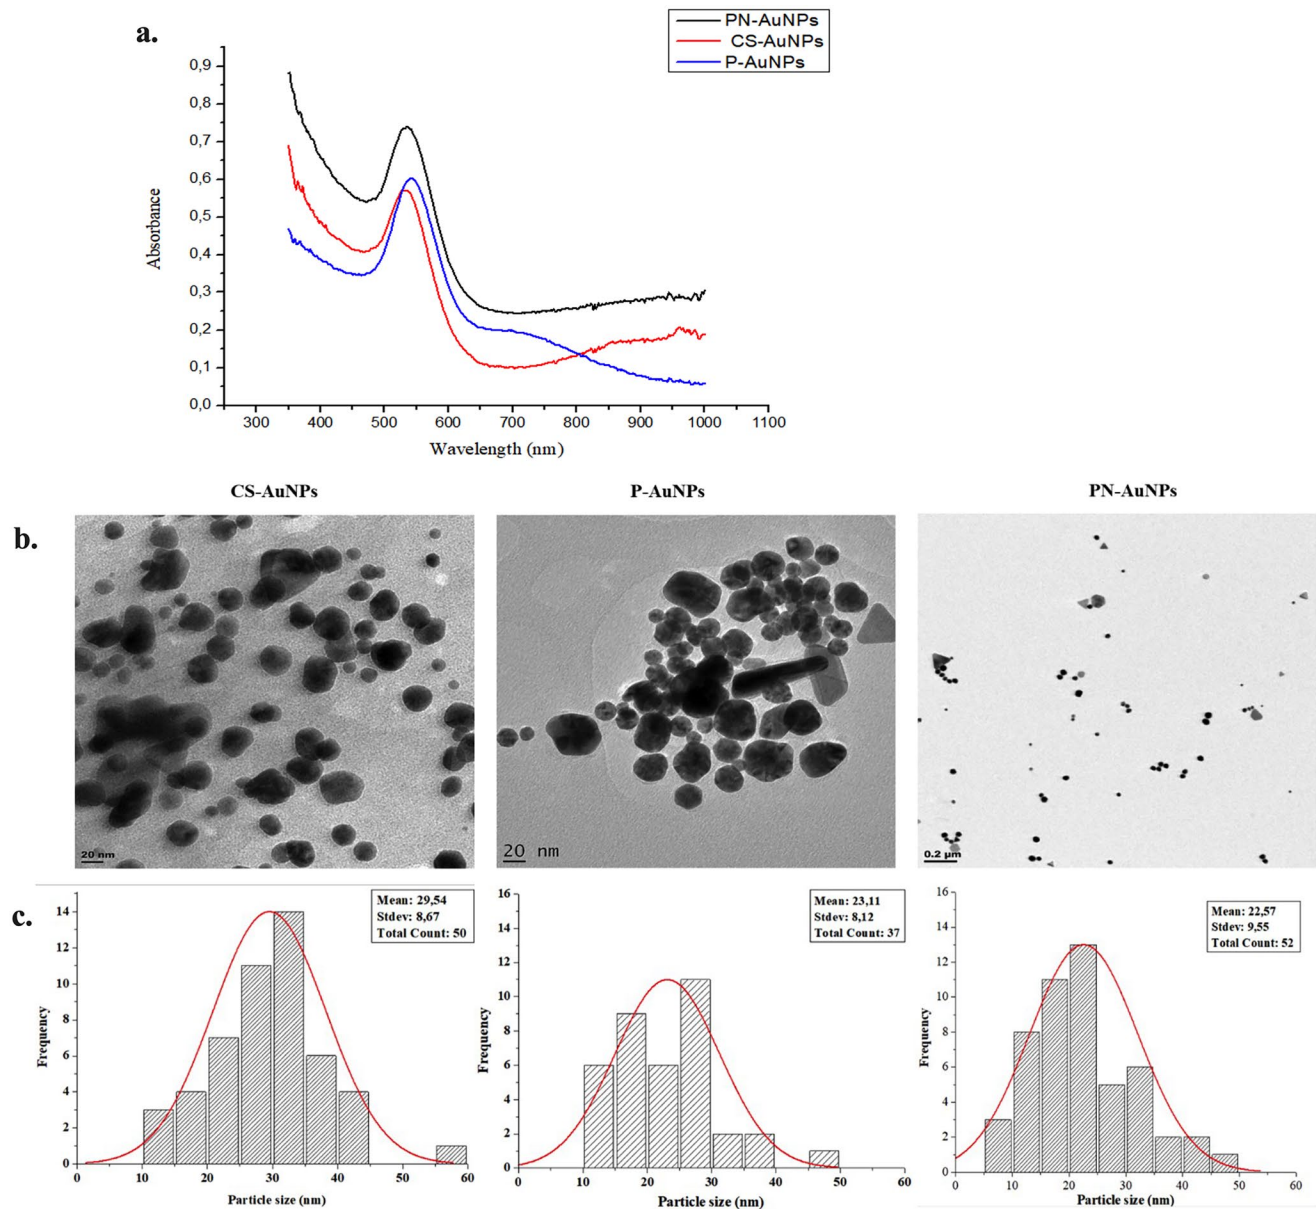 a.
PN-AuNPs
CS-AuNPs
P-AuNPs
0,9
0,8
0,7
0,6
0,5
0,4
0,3
0,2
0,1
0,0
Absorbance
300 400 500 600 700 800 900 1000 1100
Wavelength (nm)
CS-AuNPs
P-AuNPs
PN-AuNPs
b.
20 nm
20 nm
0.2 µm
c.
Mean: 29,54
Stdev: 8,67
Total Count: 50
14
12
10
8
6
4
2
0
Frequency
0 10 20 30 40 50 60
Particle size (nm)
Mean: 23,11
Stdev: 8,12
Total Count: 37
16
14
12
10
8
6
4
2
0
Frequency
0 10 20 30 40 50 60
Particle size (nm)
Mean: 22,57
Stdev: 9,55
Total Count: 52
16
14
12
10
8
6
4
2
0
Frequency
0 10 20 30 40 50 60
Particle size (nm)